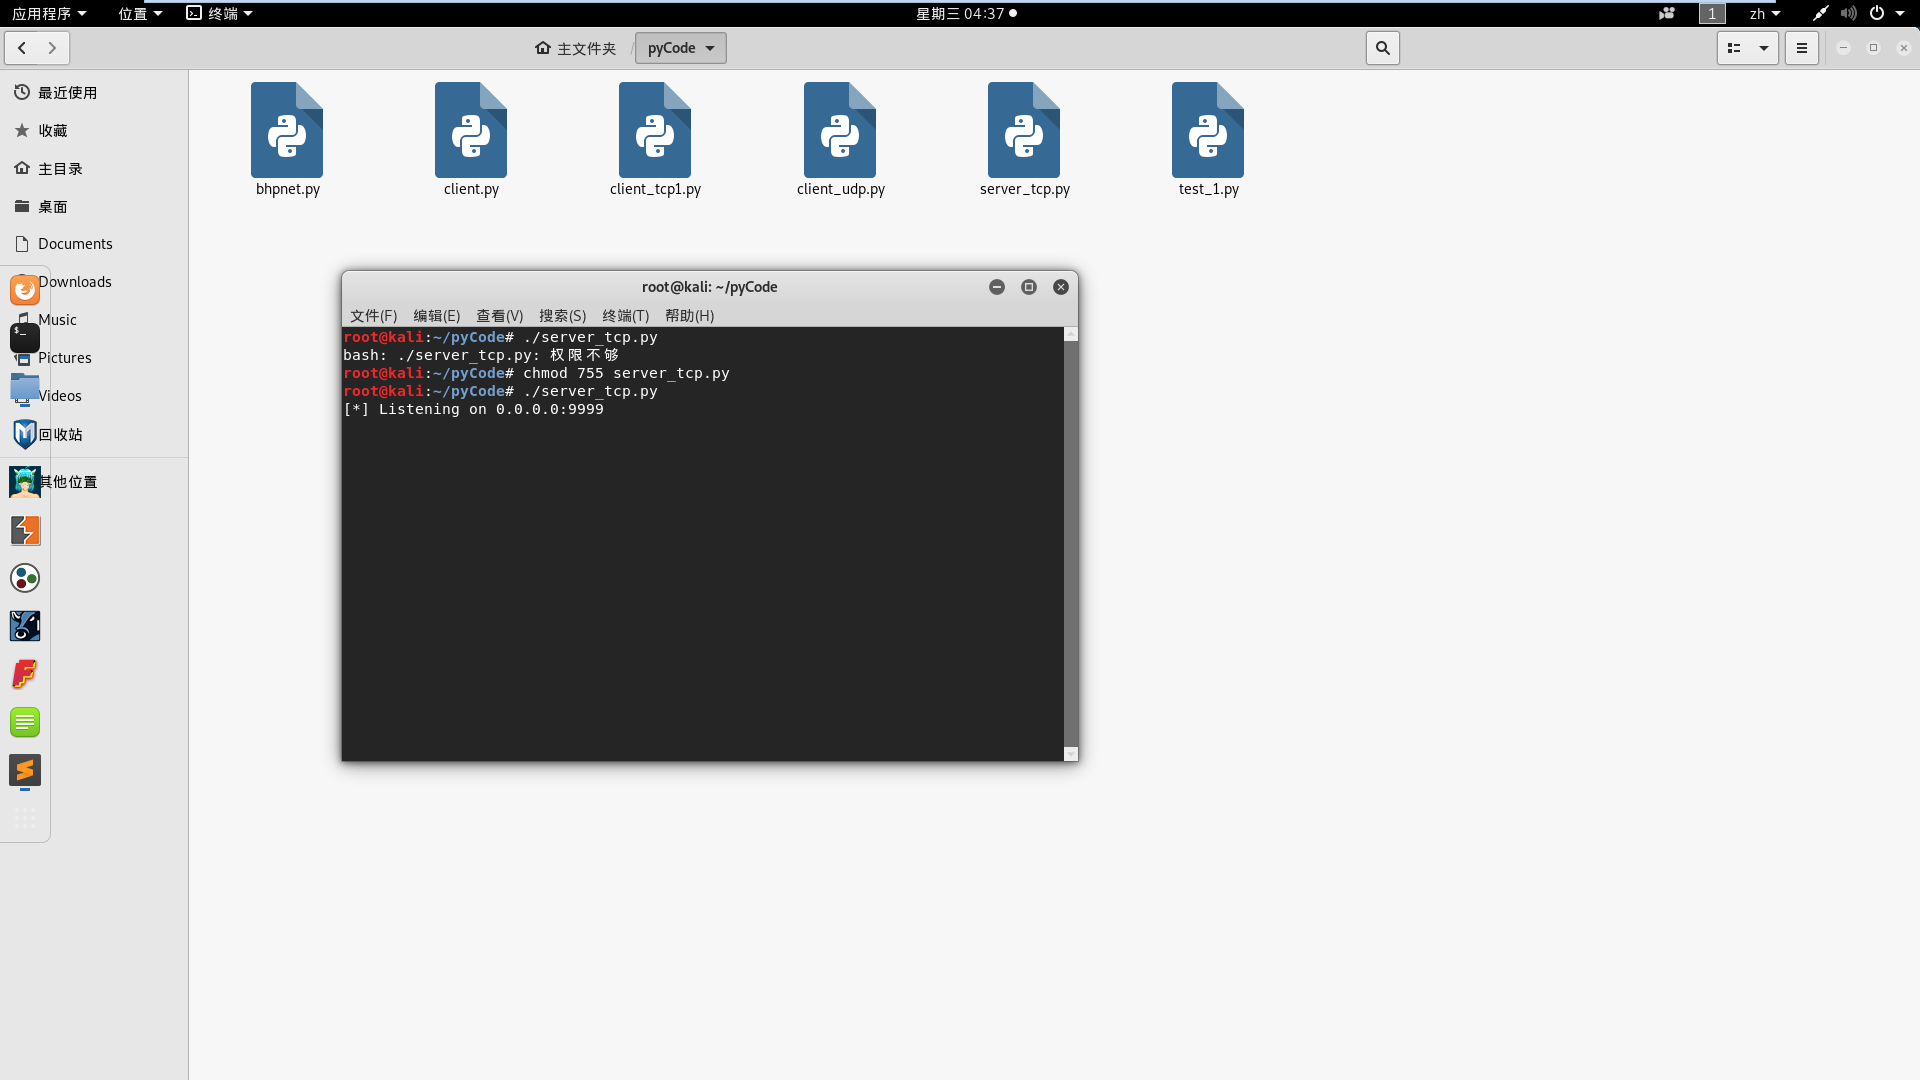 应用程序 位置 终端 星期三 04:37 1 zh
主文件夹 / pyCode
最近使用
收藏
主目录
桌面
Documents
Downloads
Music
Pictures
Videos
回收站
其他位置
bhpnet.py client.py client_tcp1.py client_udp.py server_tcp.py test_1.py
root@kali: ~/pyCode
文件(F) 编辑(E) 查看(V) 搜索(S) 终端(T) 帮助(H)
root@kali:~/pyCode# ./server_tcp.py
bash: ./server_tcp.py: 权限不够
root@kali:~/pyCode# chmod 755 server_tcp.py
root@kali:~/pyCode# ./server_tcp.py
[*] Listening on 0.0.0.0:9999